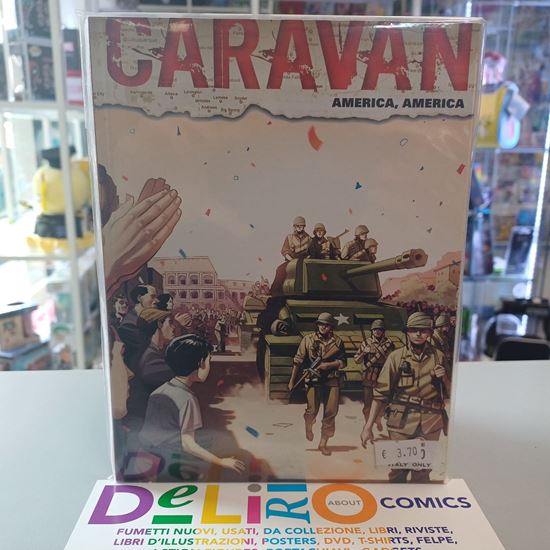 CARAVAN
AMERICA, AMERICA
€ 3.70
ITALY ONLY
DeLiRiO
ABOUT
COMICS
FUMETTI NUOVI, USATI, DA COLLEZIONE, LIBRI, RIVISTE,
LIBRI D'ILLUSTRAZIONI, POSTERS, DVD, T-SHIRTS, FELPE,